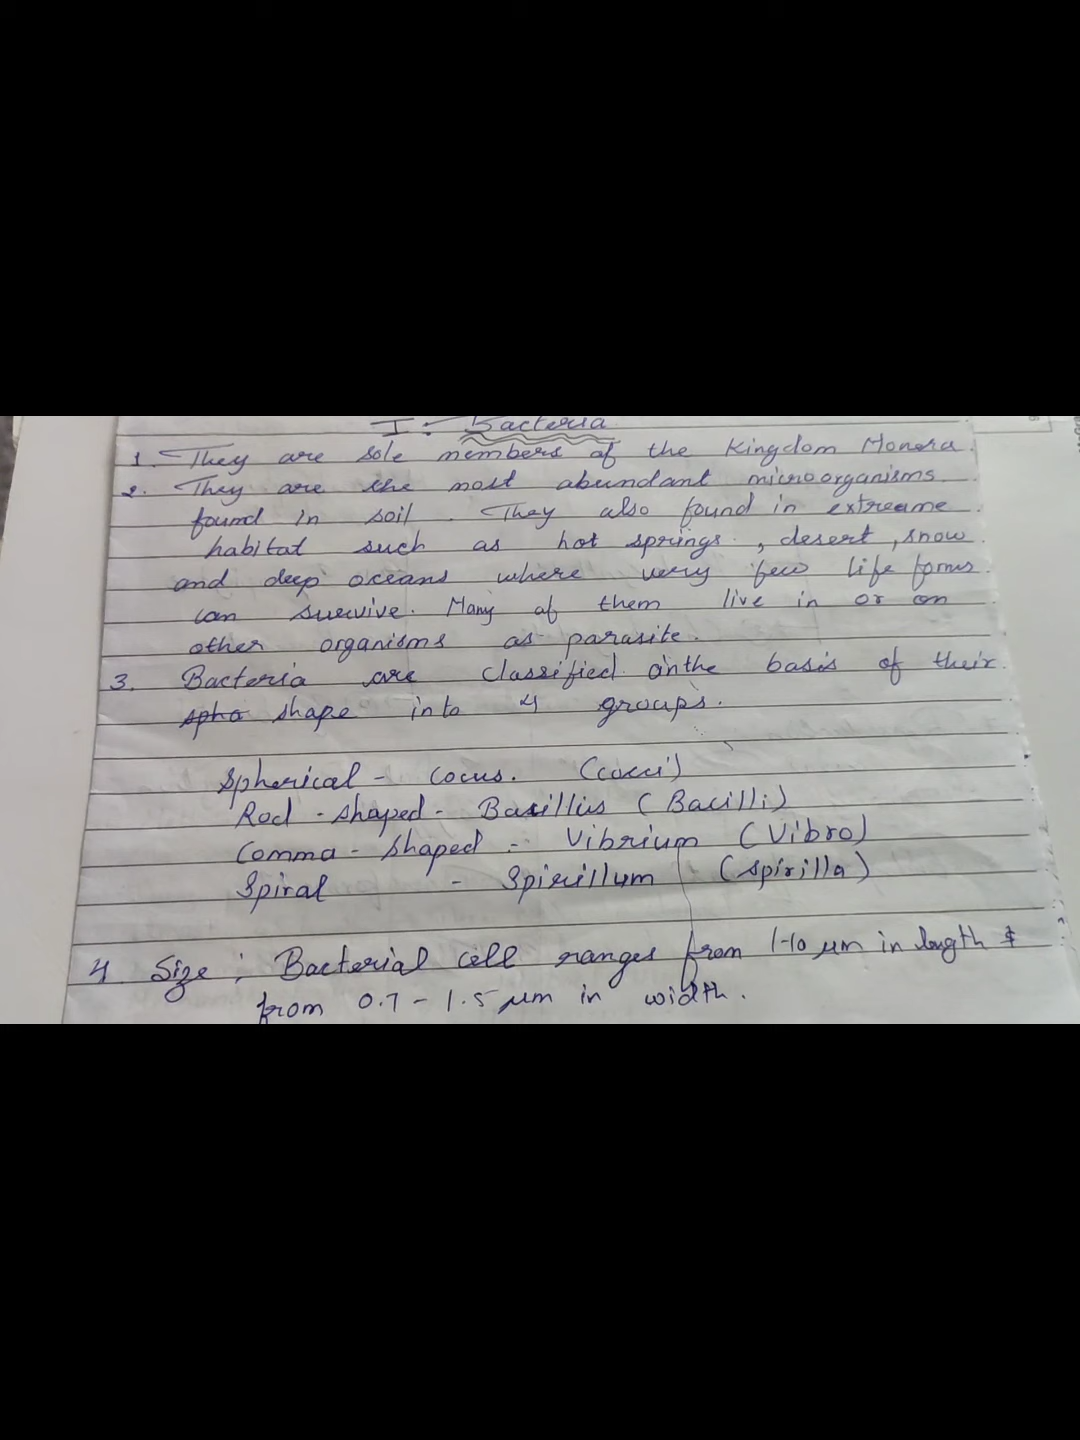 I :- Bacteria
1. They are sole members of the Kingdom Monera.
2. They are the most abundant microorganisms
found in soil. They also found in extreame
habitat such as hot springs, desert, snow
and deep oceans where very few life forms
can survive. Many of them live in or on
other organisms as parasite.
3. Bacteria are classified on the basis of their
spho shape into 4 groups.
Spherical - Cocus. (Cocci)
Rod - shaped - Basillus (Bacilli)
Comma - shaped - Vibrium (Vibro)
Spiral - Spirillum - (spirilla)
4. Size : Bacterial cell ranges from 1-10 μm in length &
from 0.7 - 1.5 μm in width.